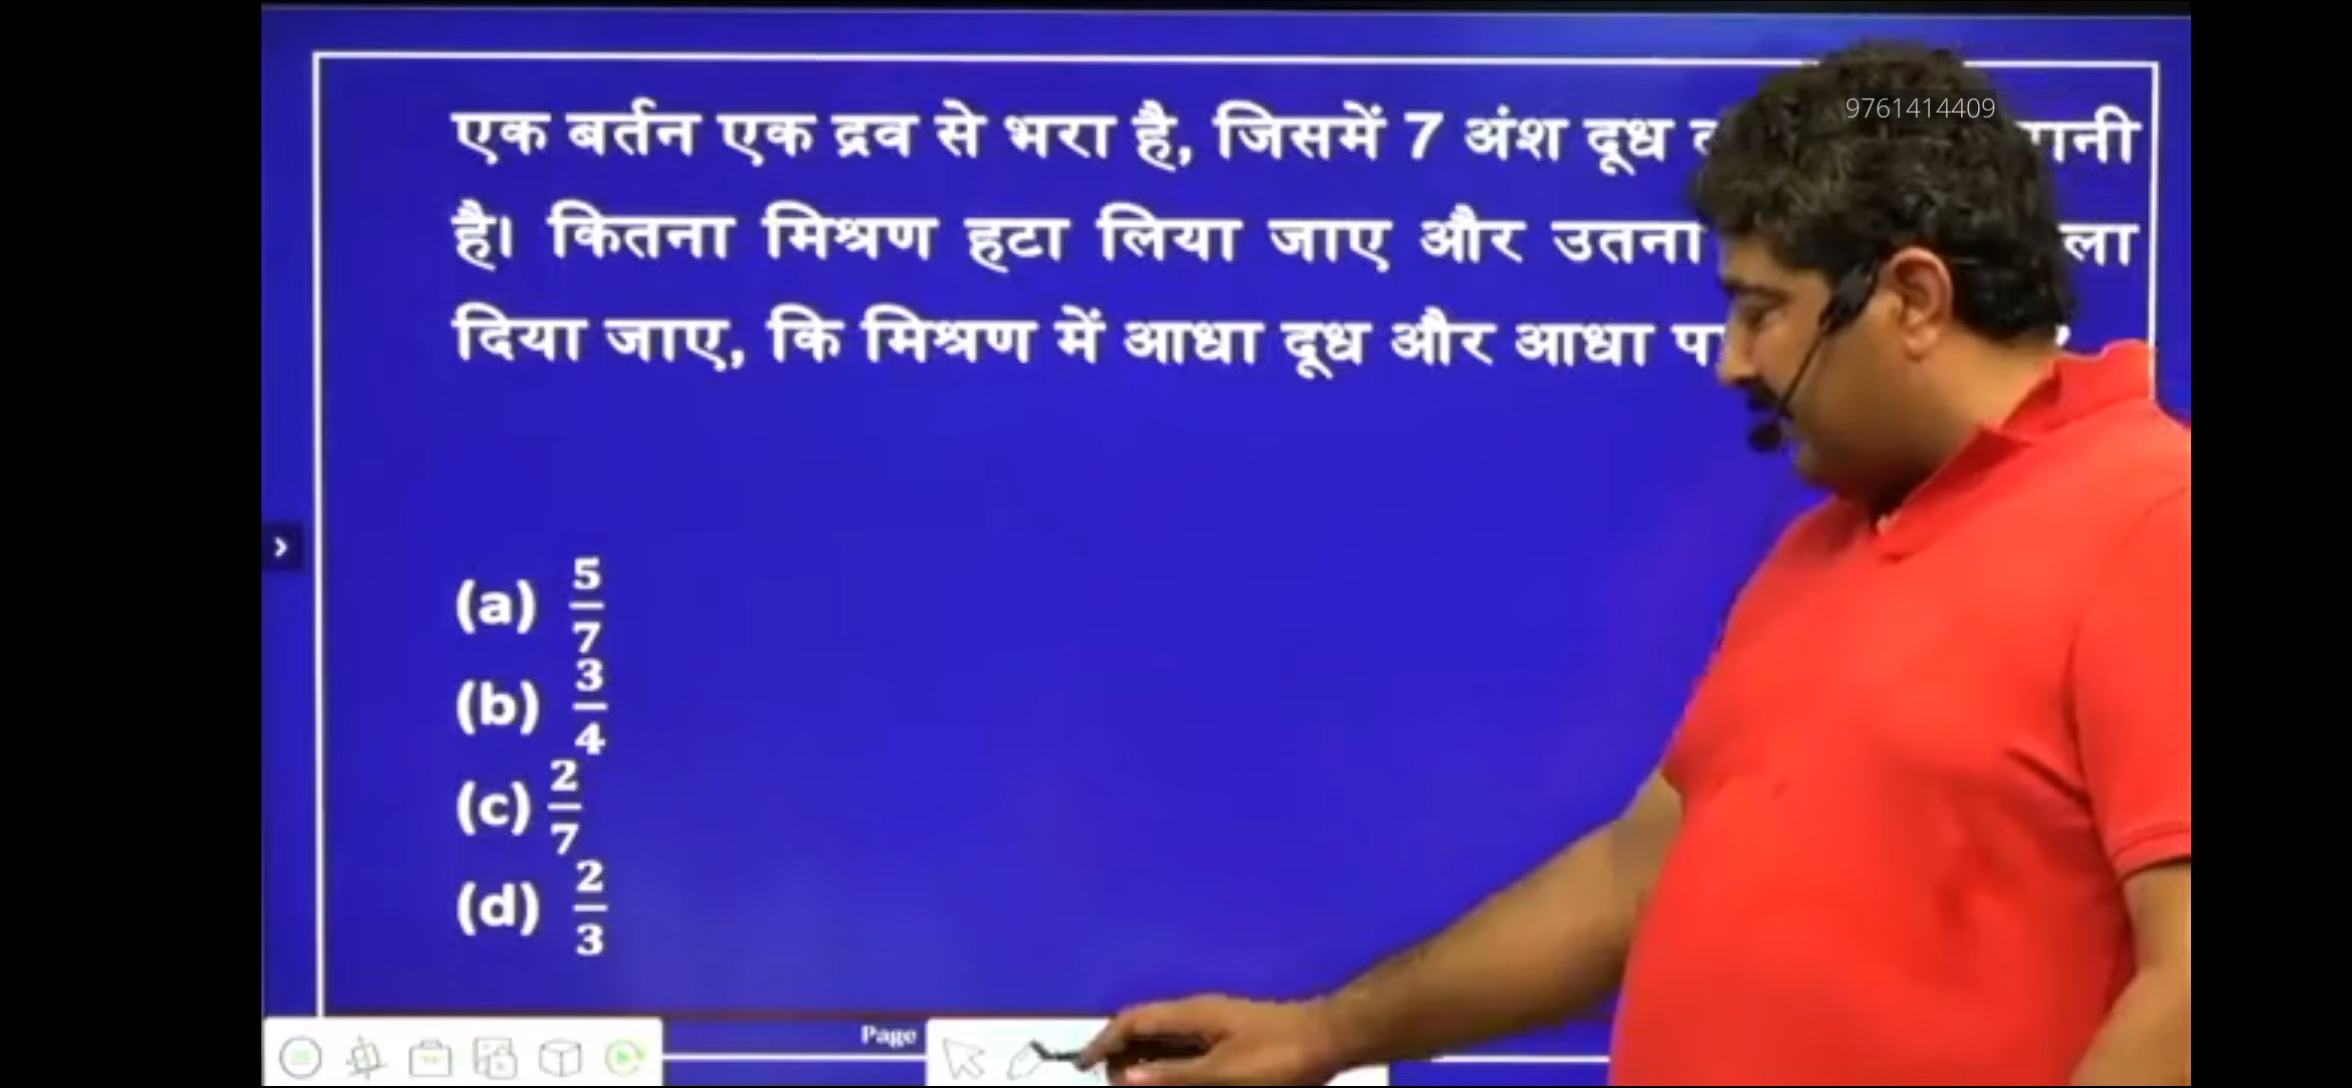 9761414409
एक बर्तन एक द्रव से भरा है, जिसमें 7 अंश दूध
है। कितना मिश्रण हटा लिया जाए और उतना
दिया जाए, कि मिश्रण में आधा दूध और आधा
(a) 5/7
(b) 3/4
(c) 2/7
(d) 2/3
Page